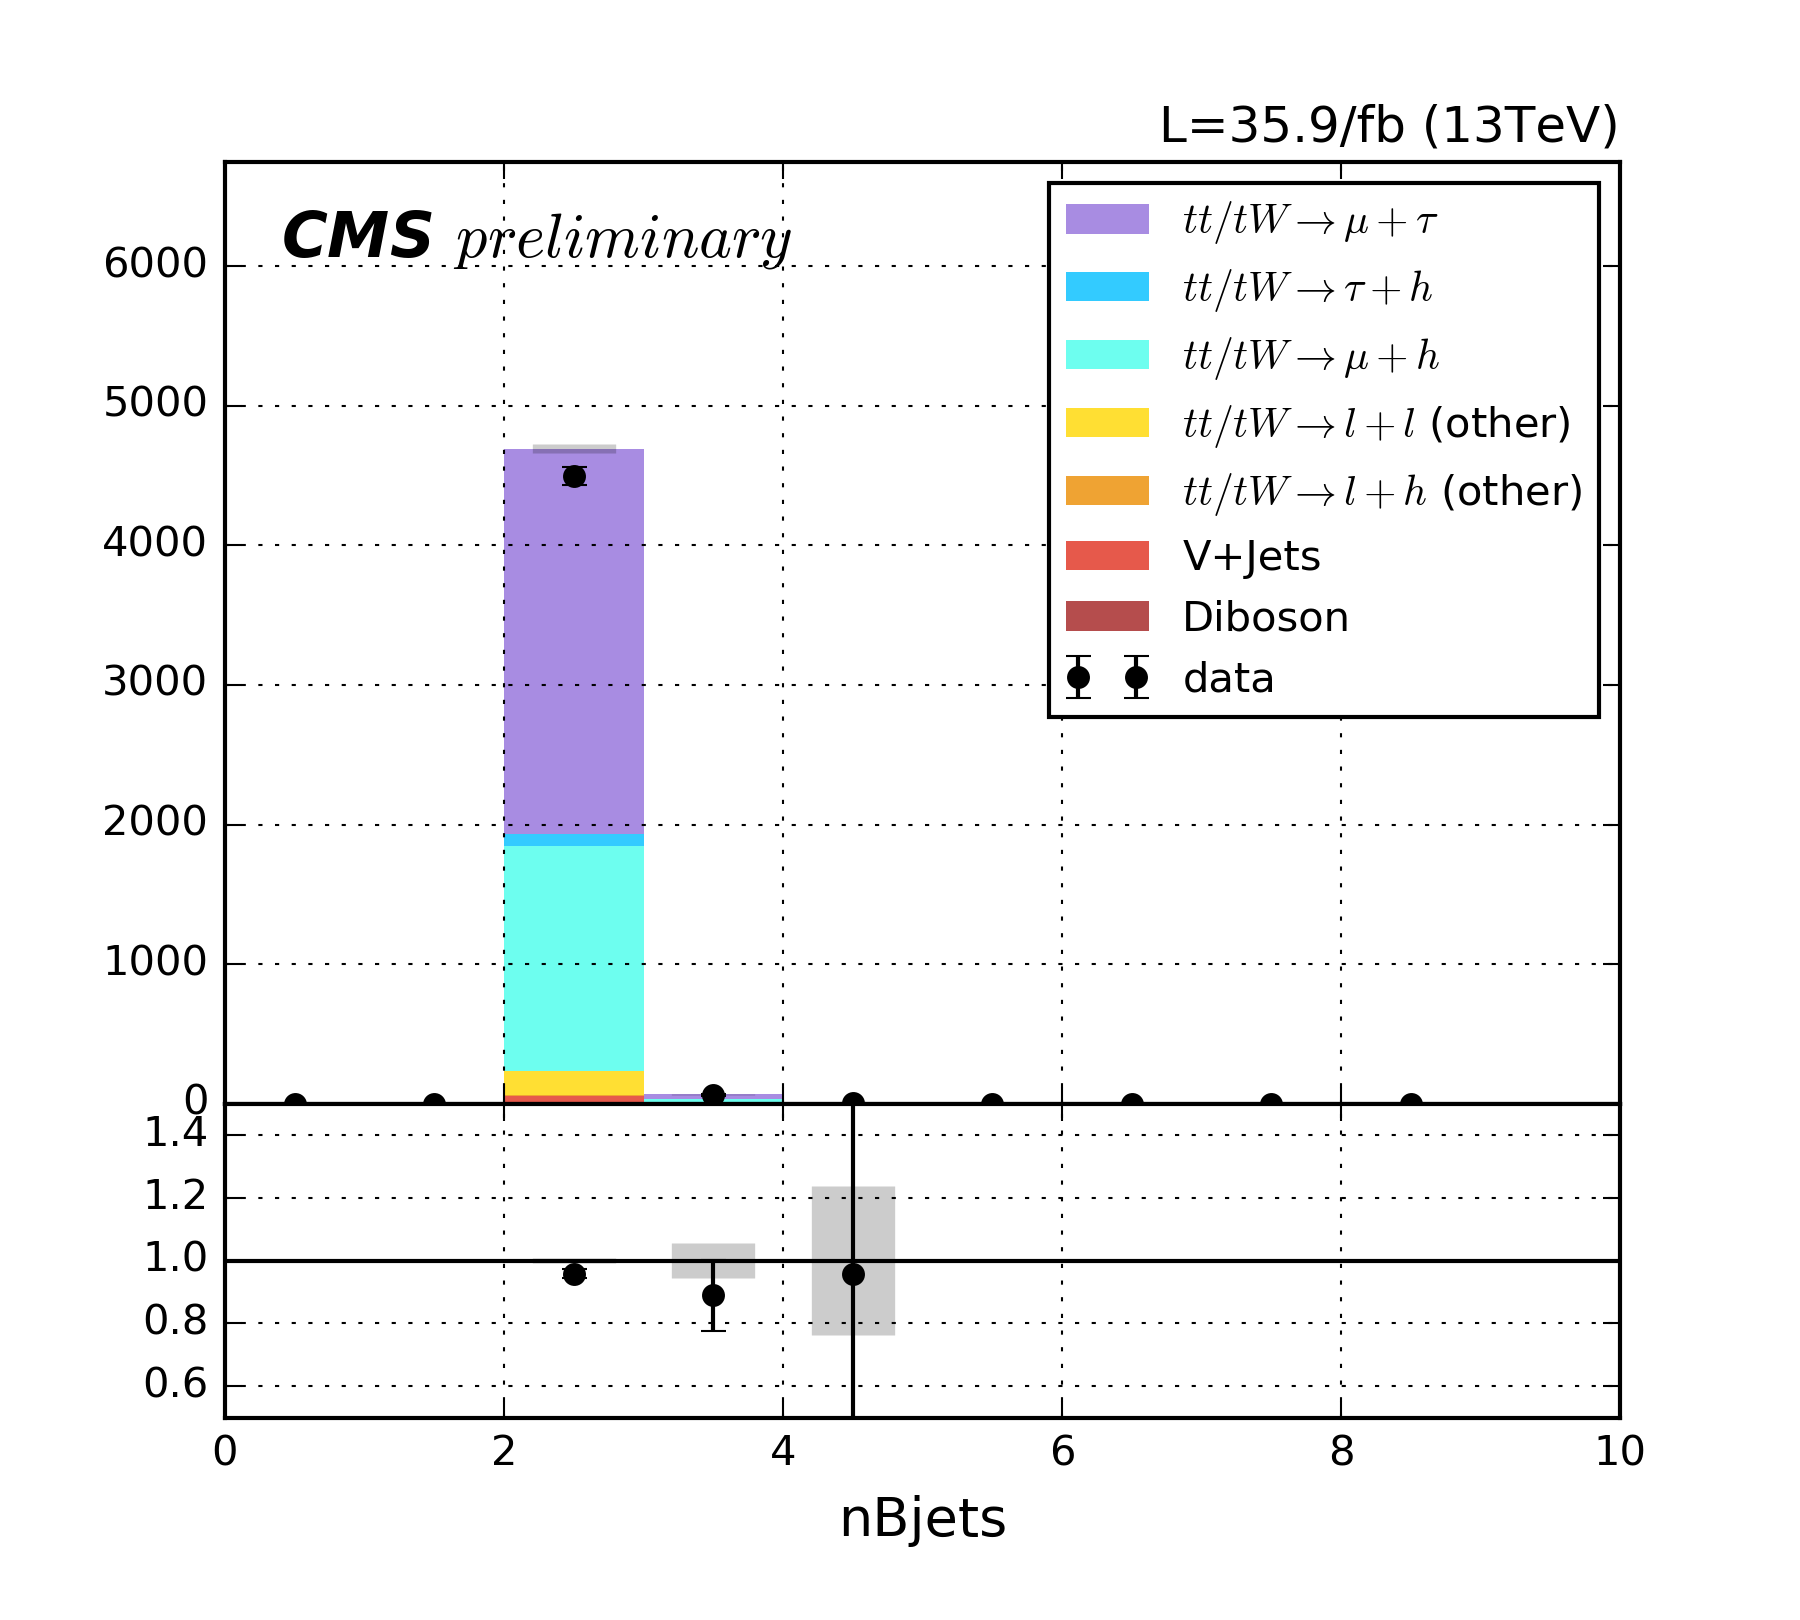 L=35.9/fb (13TeV)
CMS preliminary
tt/tW → μ + τ
tt/tW → τ + h
tt/tW → μ + h
tt/tW → l + l (other)
tt/tW → l + h (other)
V+Jets
Diboson
data
6000
5000
4000
3000
2000
1000
0
1.4
1.2
1.0
0.8
0.6
0 2 4 6 8 10
nBjets